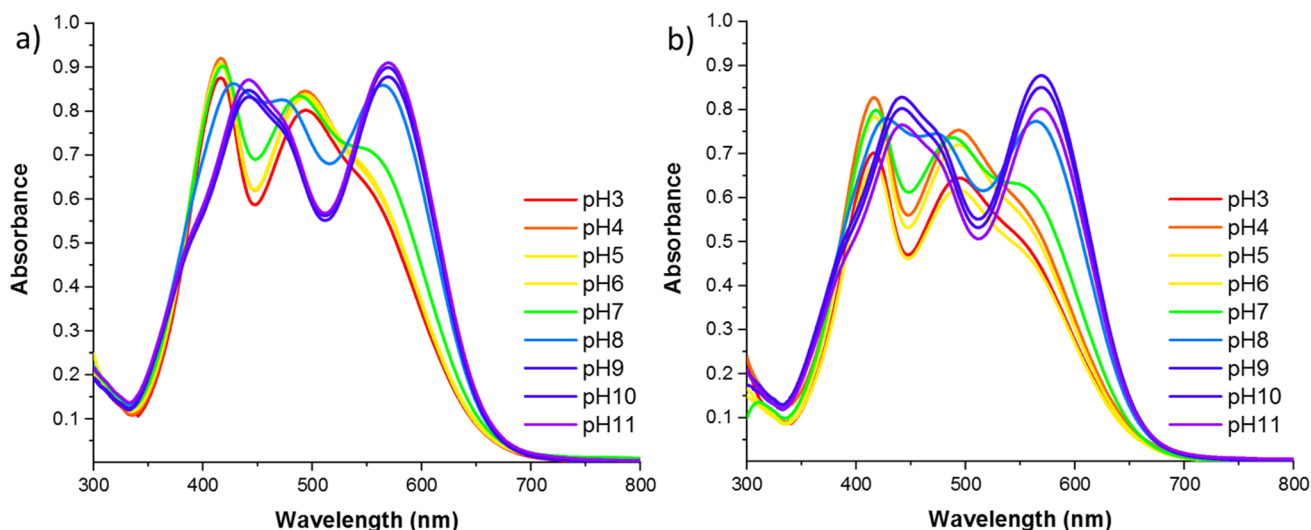 a)
Absorbance
1.0
0.9
0.8
0.7
0.6
0.5
0.4
0.3
0.2
0.1
pH3
pH4
pH5
pH6
pH7
pH8
pH9
pH10
pH11
300 400 500 600 700 800
Wavelength (nm)
b)
Absorbance
1.0
0.9
0.8
0.7
0.6
0.5
0.4
0.3
0.2
0.1
pH3
pH4
pH5
pH6
pH7
pH8
pH9
pH10
pH11
300 400 500 600 700 800
Wavelength (nm)